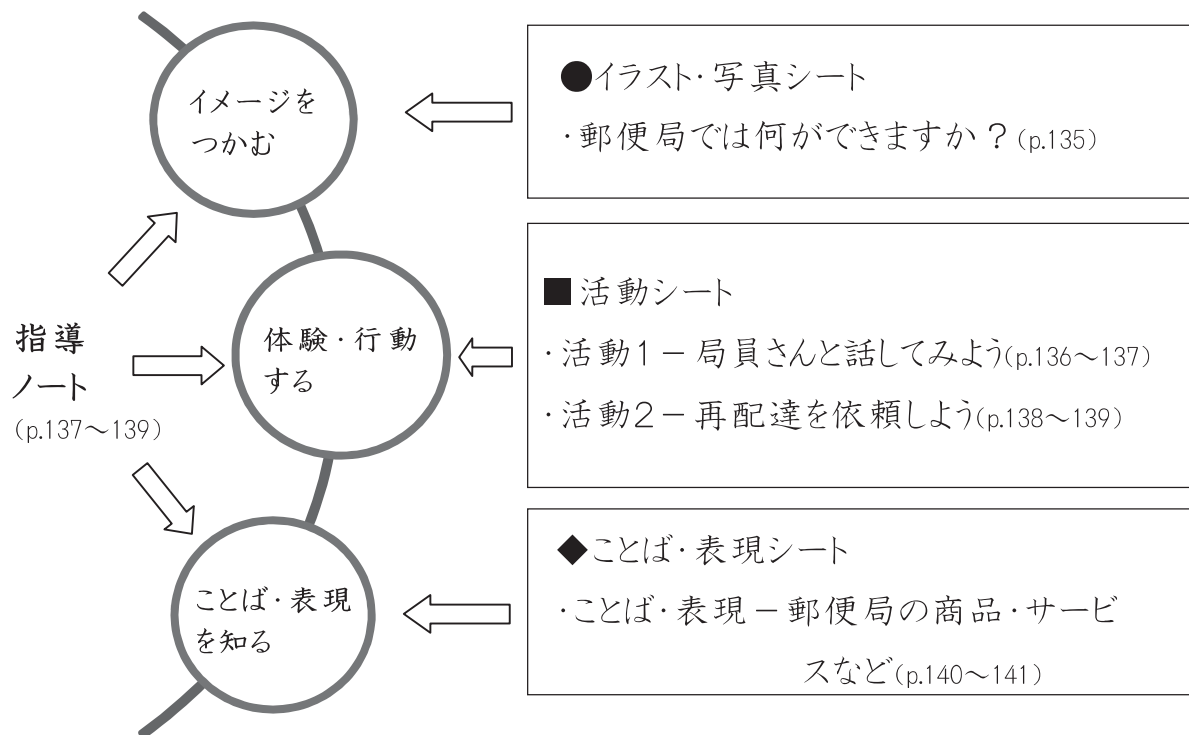 イメージを
つかむ
●イラスト・写真シート
・郵便局では何ができますか？(p.135)
指導
ノート
(p.137～139)
体験・行動
する
■活動シート
・活動1－局員さんと話してみよう(p.136～137)
・活動2－再配達を依頼しよう(p.138～139)
ことば・表現
を知る
◆ことば・表現シート
・ことば・表現－郵便局の商品・サービ
スなど(p.140～141)